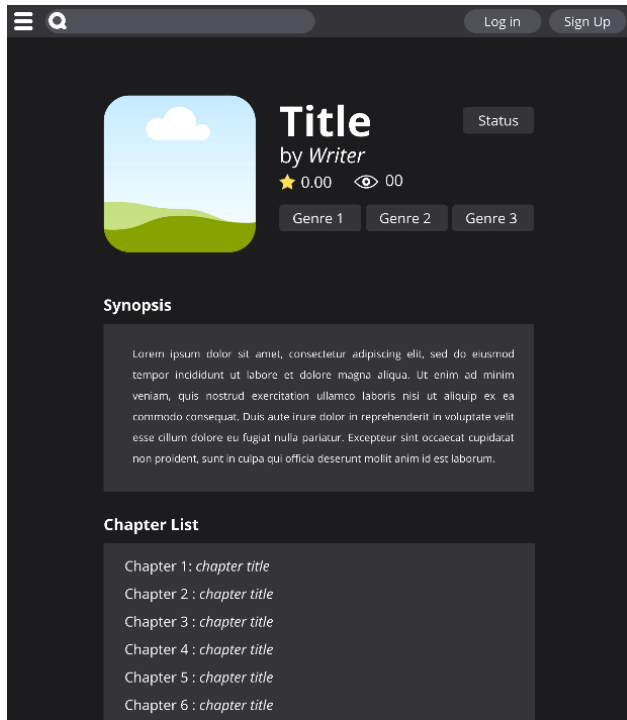 Log in
Sign Up
Title
Status
by Writer
0.00
00
Genre 1
Genre 2
Genre 3
Synopsis
Lorem ipsum dolor sit amet, consectetur adipiscing elit, sed do eiusmod
tempor incididunt ut labore et dolore magna aliqua. Ut enim ad minim
veniam, quis nostrud exercitation ullamco laboris nisi ut aliquip ex ea
commodo consequat. Duis aute irure dolor in reprehenderit in voluptate velit
esse cillum dolore eu fugiat nulla pariatur. Excepteur sint occaecat cupidatat
non proident, sunt in culpa qui officia deserunt mollit anim id est laborum.
Chapter List
Chapter 1: chapter title
Chapter 2 : chapter title
Chapter 3 : chapter title
Chapter 4 : chapter title
Chapter 5 : chapter title
Chapter 6 : chapter title